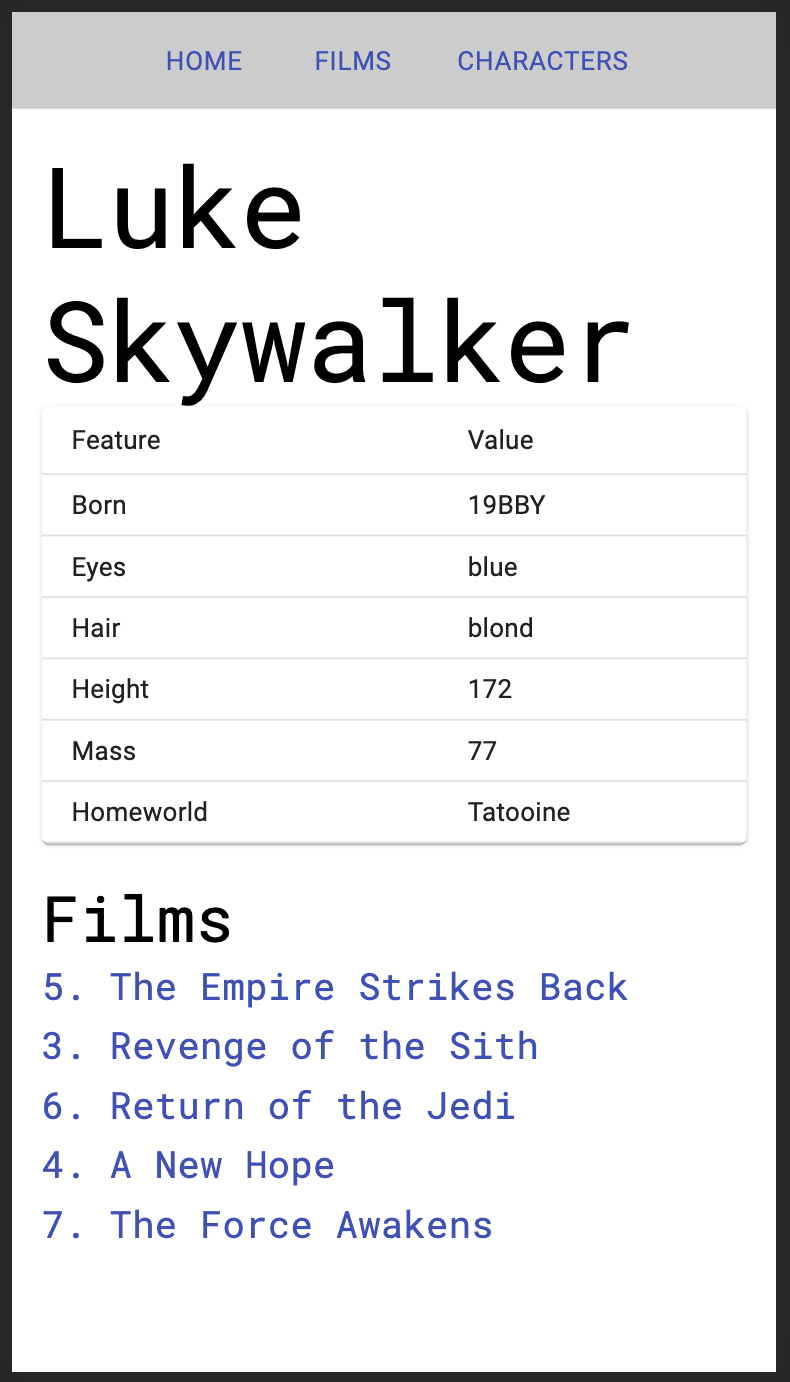 HOME FILMS CHARACTERS
Luke
Skywalker
Feature Value
Born 19BBY
Eyes blue
Hair blond
Height 172
Mass 77
Homeworld Tatooine
Films
5. The Empire Strikes Back
3. Revenge of the Sith
6. Return of the Jedi
4. A New Hope
7. The Force Awakens